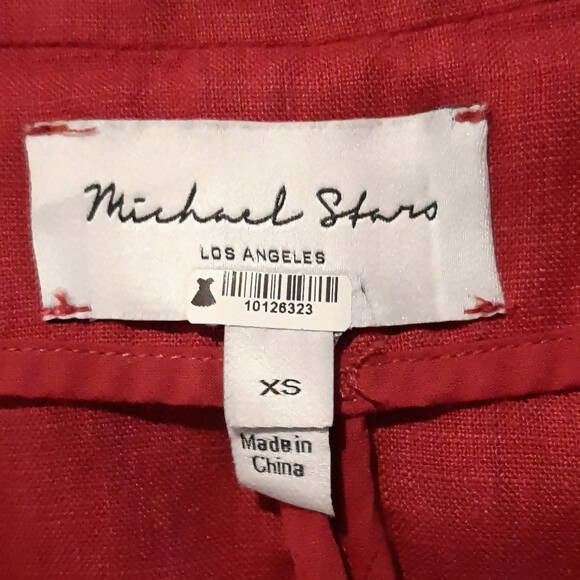 Michael Stars
LOS ANGELES
10126323
XS
Made in
China